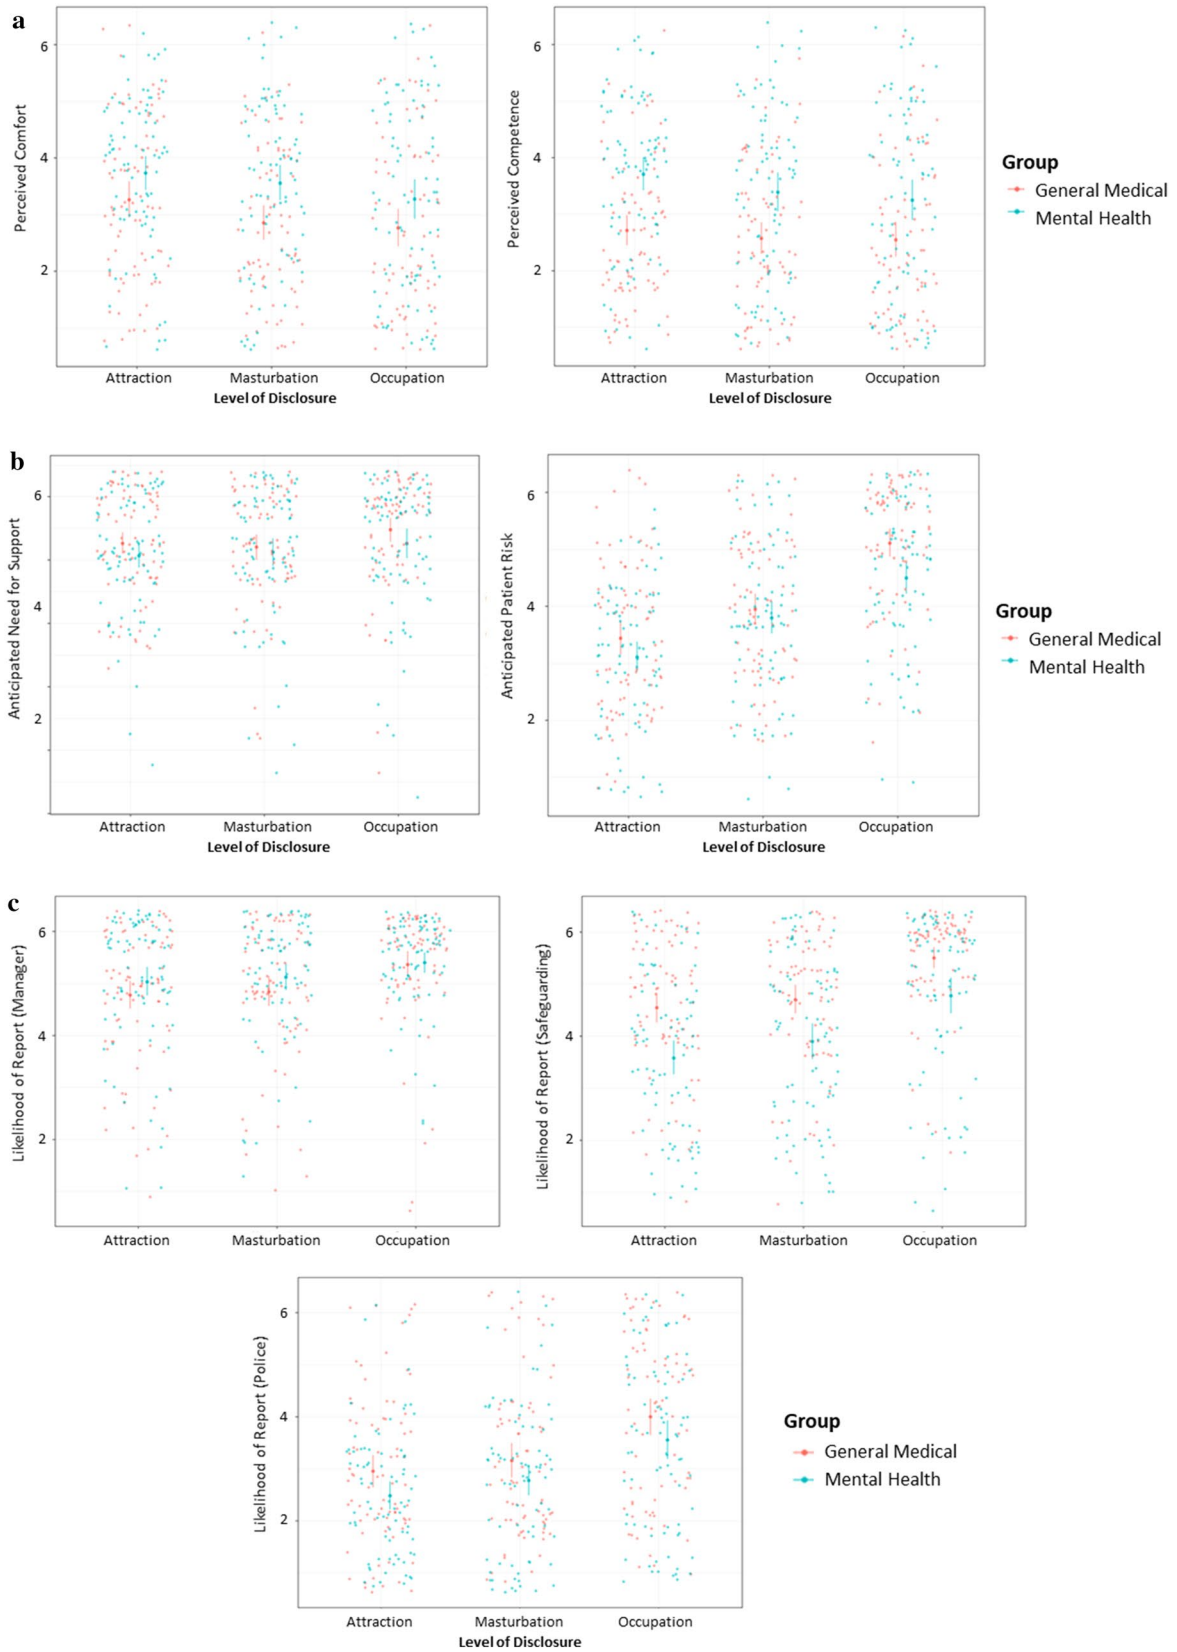 a
Perceived Comfort
6
4
2
Attraction Masturbation Occupation
Level of Disclosure
Perceived Competence
6
4
2
Attraction Masturbation Occupation
Level of Disclosure
Group
General Medical
Mental Health
b
Anticipated Need for Support
6
4
2
Attraction Masturbation Occupation
Level of Disclosure
Anticipated Patient Risk
6
4
2
Attraction Masturbation Occupation
Level of Disclosure
Group
General Medical
Mental Health
c
Likelihood of Report (Manager)
6
4
2
Attraction Masturbation Occupation
Likelihood of Report (Safeguarding)
6
4
2
Attraction Masturbation Occupation
Likelihood of Report (Police)
6
4
2
Attraction Masturbation Occupation
Level of Disclosure
Group
General Medical
Mental Health